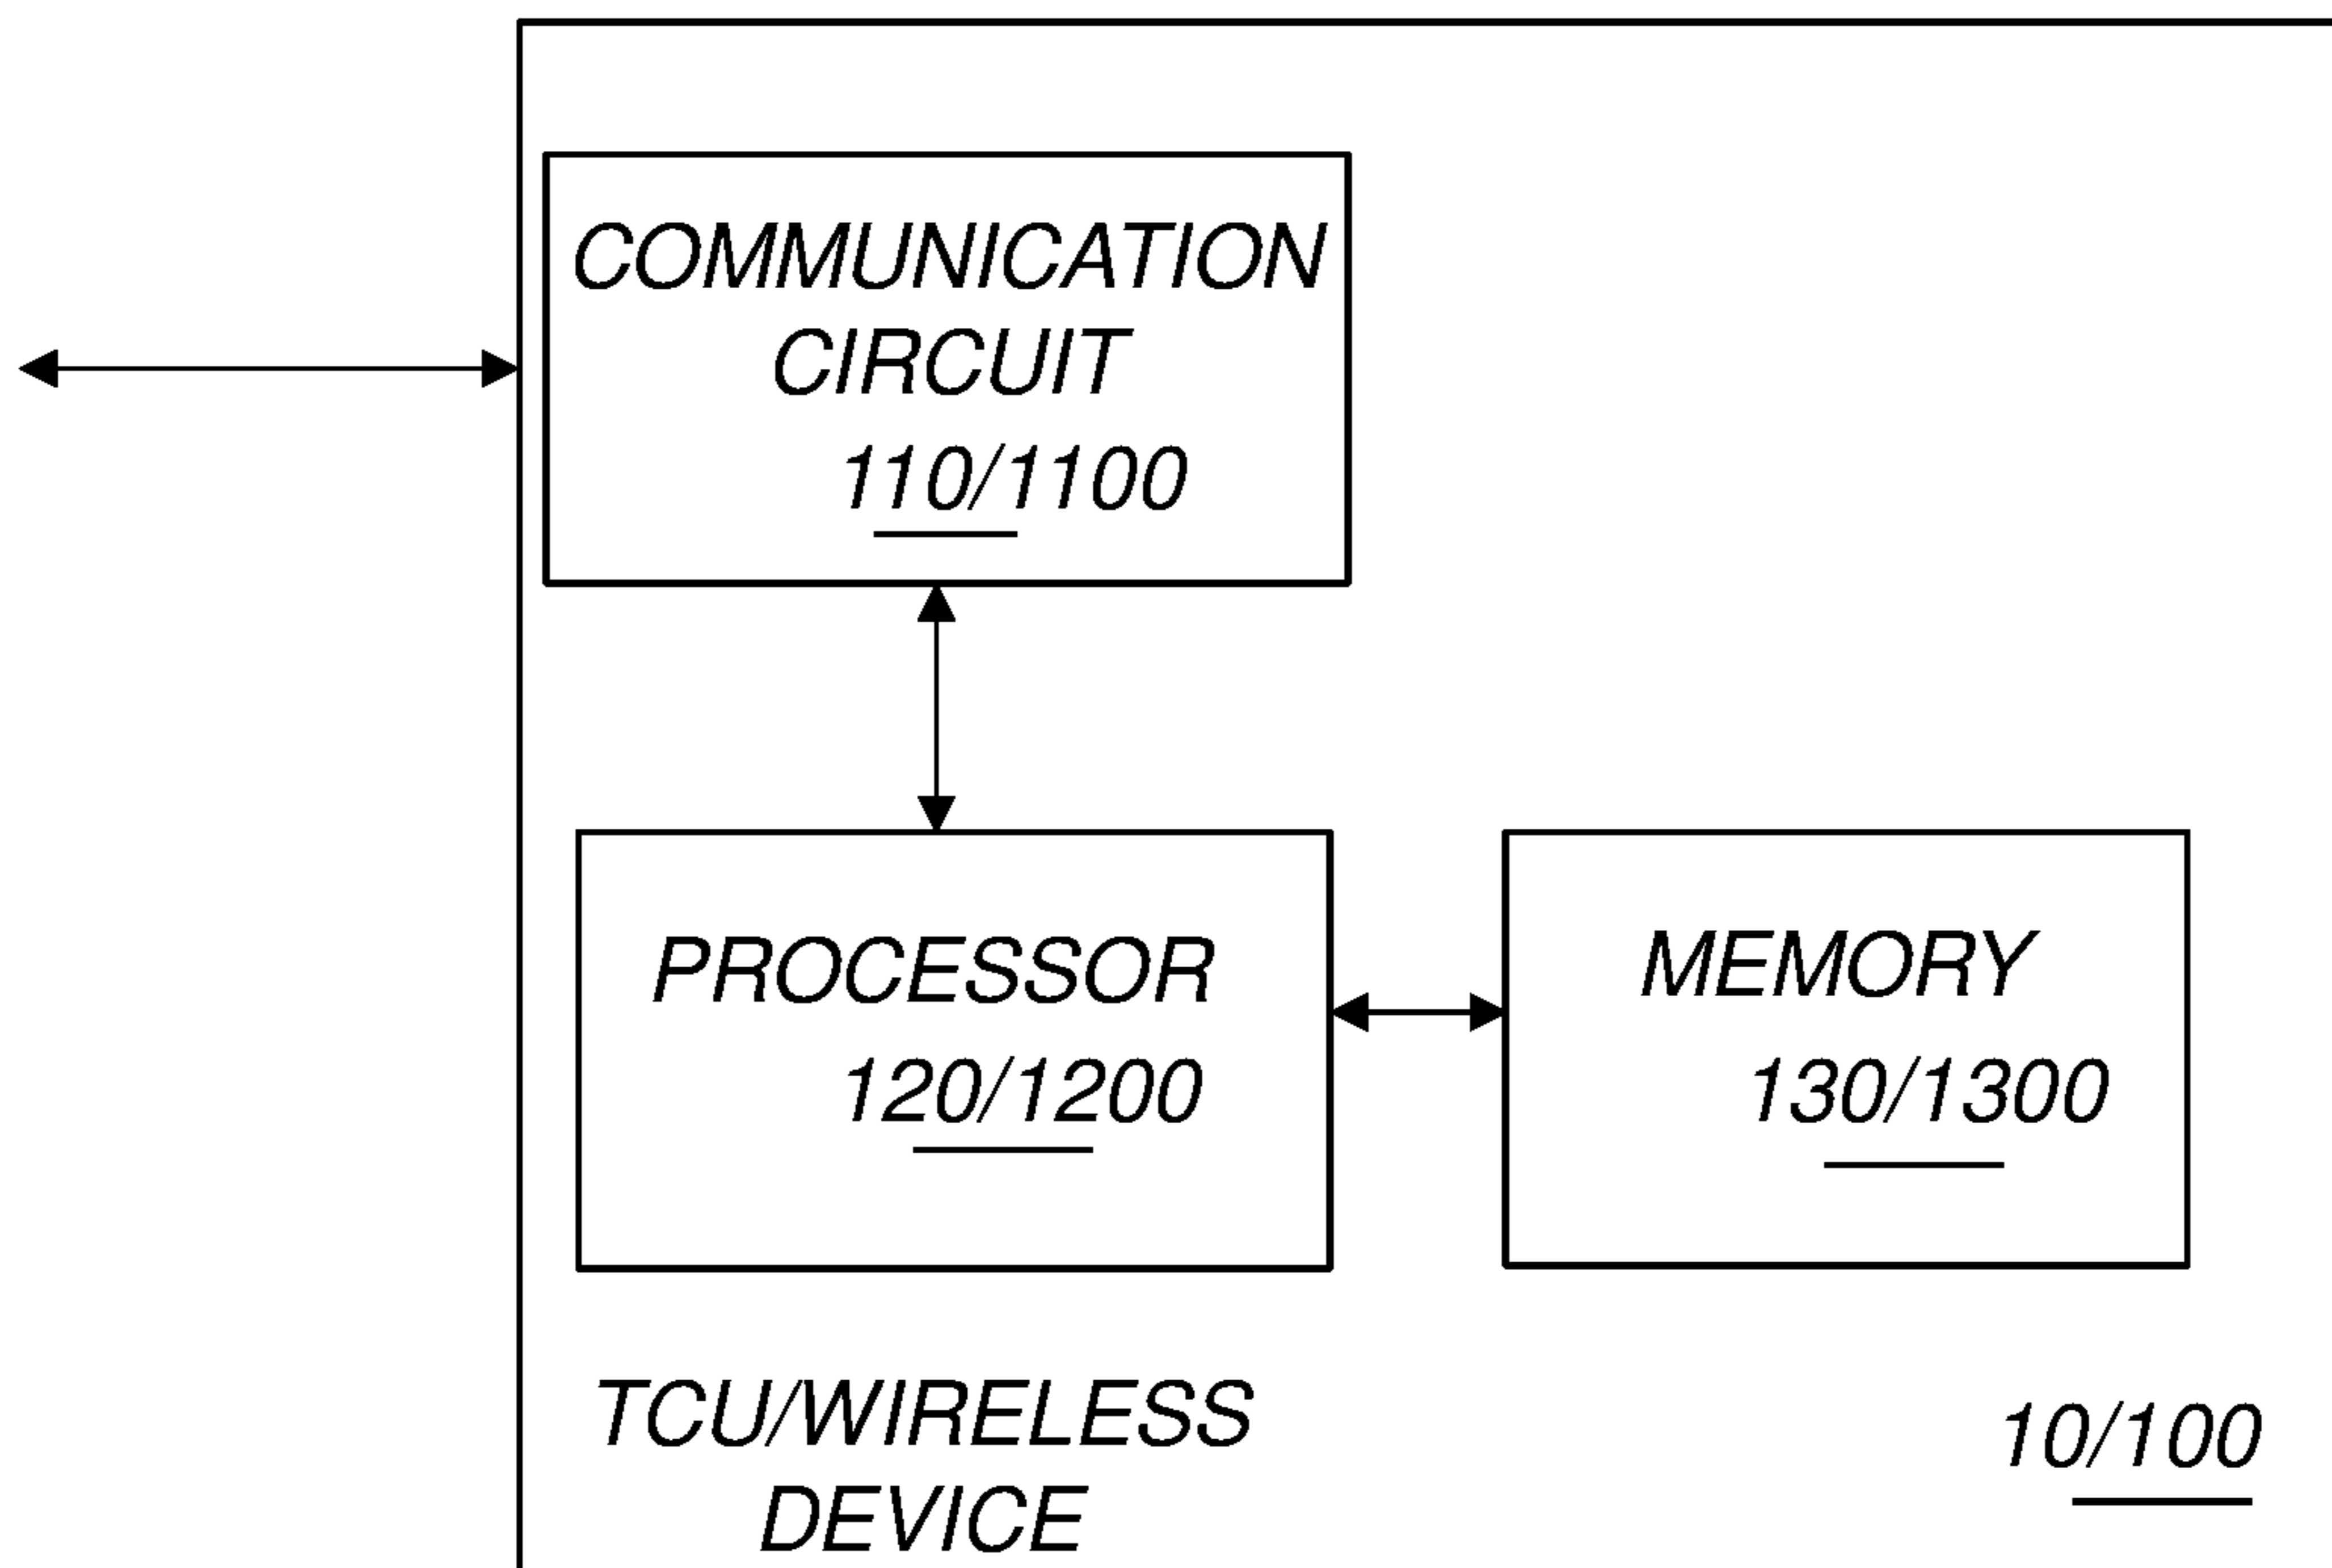 COMMUNICATION
CIRCUIT
110/1100
PROCESSOR
120/1200
MEMORY
130/1300
TCU/WIRELESS
DEVICE
10/100